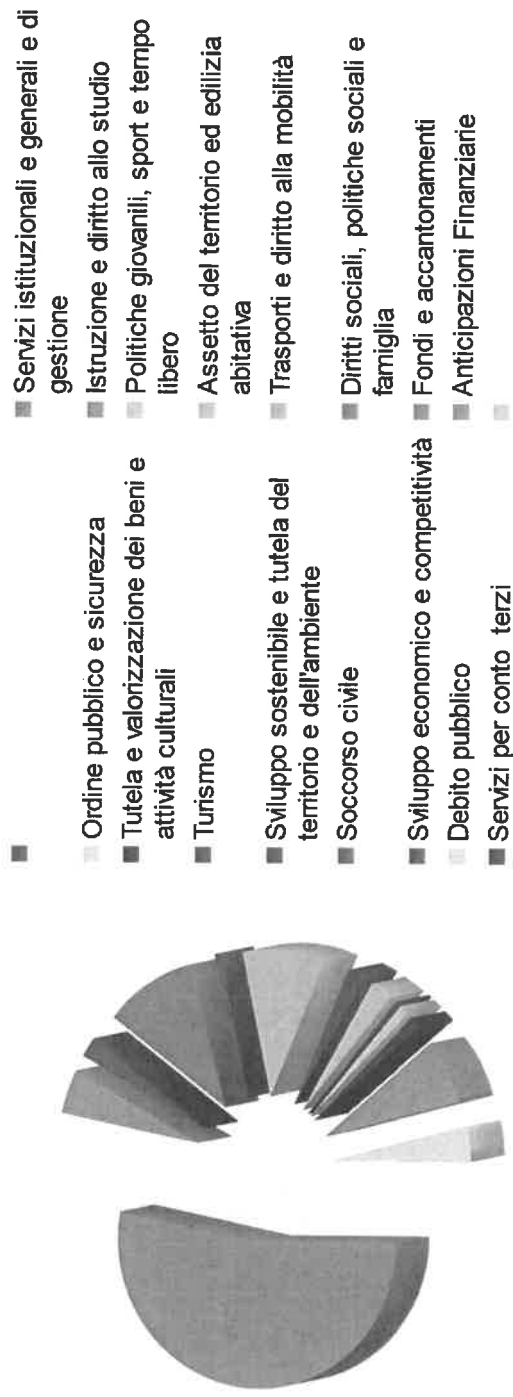 Servizi istituzionali e generali e di
gestione
Ordine pubblico e sicurezza
Istruzione e diritto allo studio
Tutela e valorizzazione dei beni e
attività culturali
Politiche giovanili, sport e tempo
libero
Turismo
Assetto del territorio ed edilizia
abitativa
Sviluppo sostenibile e tutela del
territorio e dell'ambiente
Trasporti e diritto alla mobilità
Soccorso civile
Diritti sociali, politiche sociali e
famiglia
Sviluppo economico e competitività
Fondi e accantonamenti
Debito pubblico
Anticipazioni Finanziarie
Servizi per conto terzi